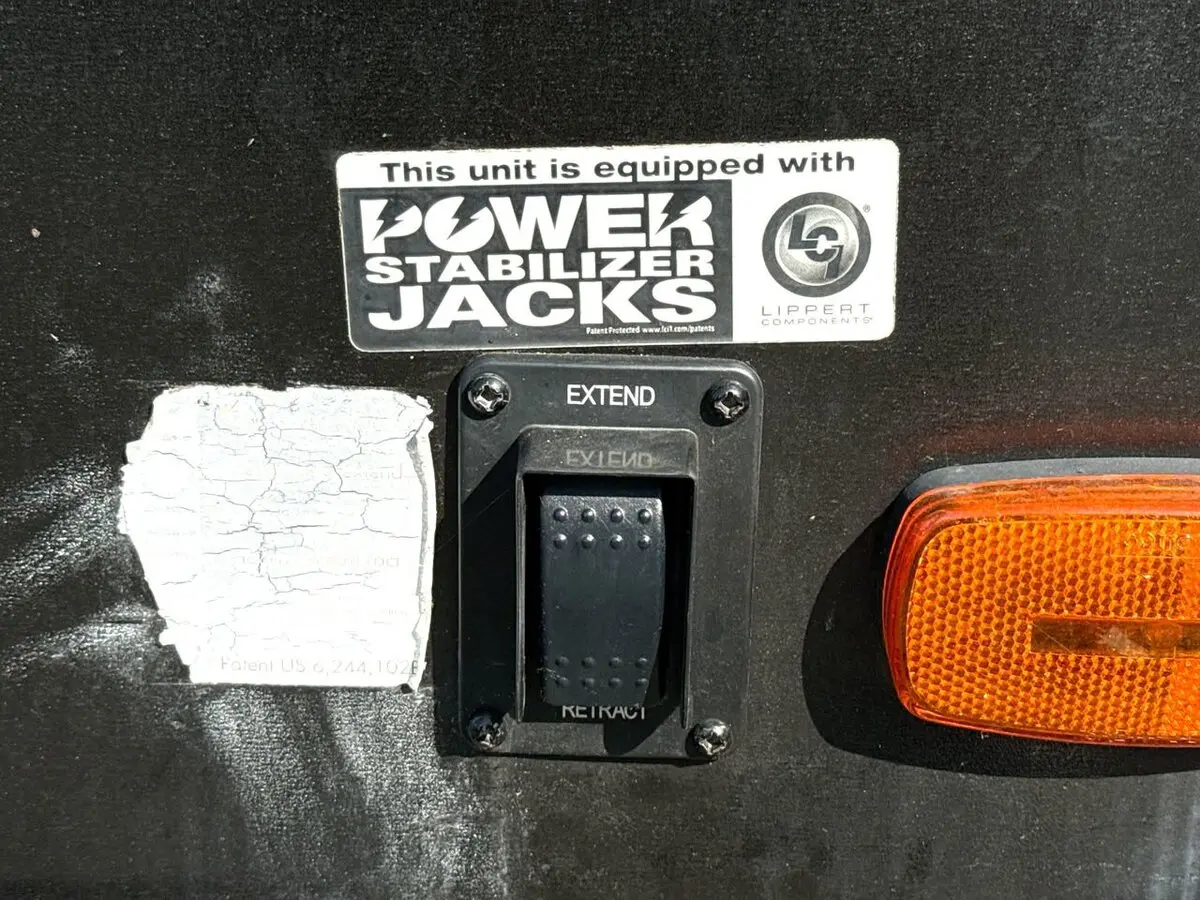 This unit is equipped with
POWER
STABILIZER
JACKS
Patent Protected www.lci1.com/patents
LCI
®
LIPPERT
COMPONENTS®
EXTEND
EXTEND
RETRACT
Patent US 6,244,102B